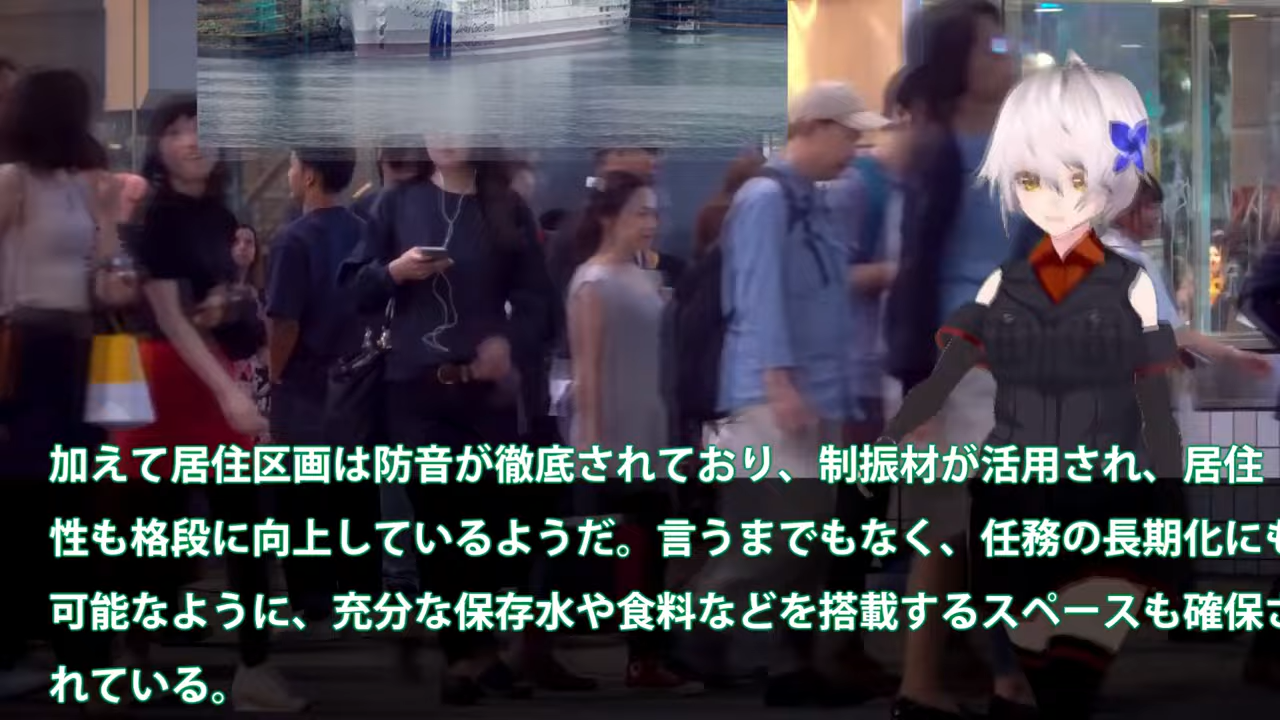 加えて居住区画は防音が徹底されており、制振材が活用され、居住
性も格段に向上しているようだ。言うまでもなく、任務の長期化にも
可能なように、充分な保存水や食料などを搭載するスペースも確保さ
れている。